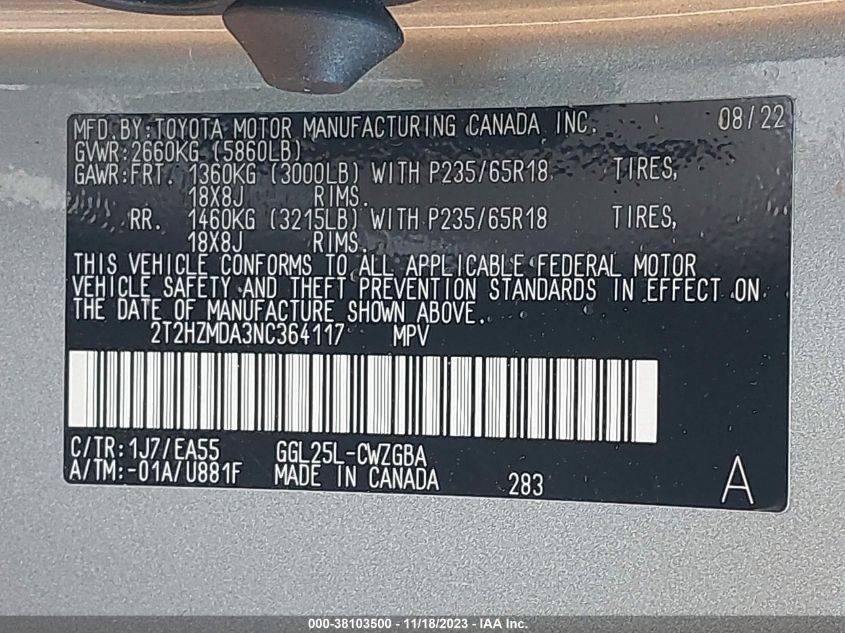 MFD.BY:TOYOTA MOTOR MANUFACTURING CANADA INC. 08/22
GVWR:2660KG (5860LB)
GAWR:FRT. 1360KG (3000LB) WITH P235/65R18 TIRES,
18X8J RIMS.
RR. 1460KG (3215LB) WITH P235/65R18 TIRES,
18X8J RIMS.
THIS VEHICLE CONFORMS TO ALL APPLICABLE FEDERAL MOTOR
VEHICLE SAFETY AND THEFT PREVENTION STANDARDS IN EFFECT ON
THE DATE OF MANUFACTURE SHOWN ABOVE.
2T2HZMDA3NC364117 MPV
C/TR:1J7/EA55 GGL25L-CWZGBA
A/TM:-01A/U881F MADE IN CANADA 283 A
000-38103500 - 11/18/2023 - IAA Inc.